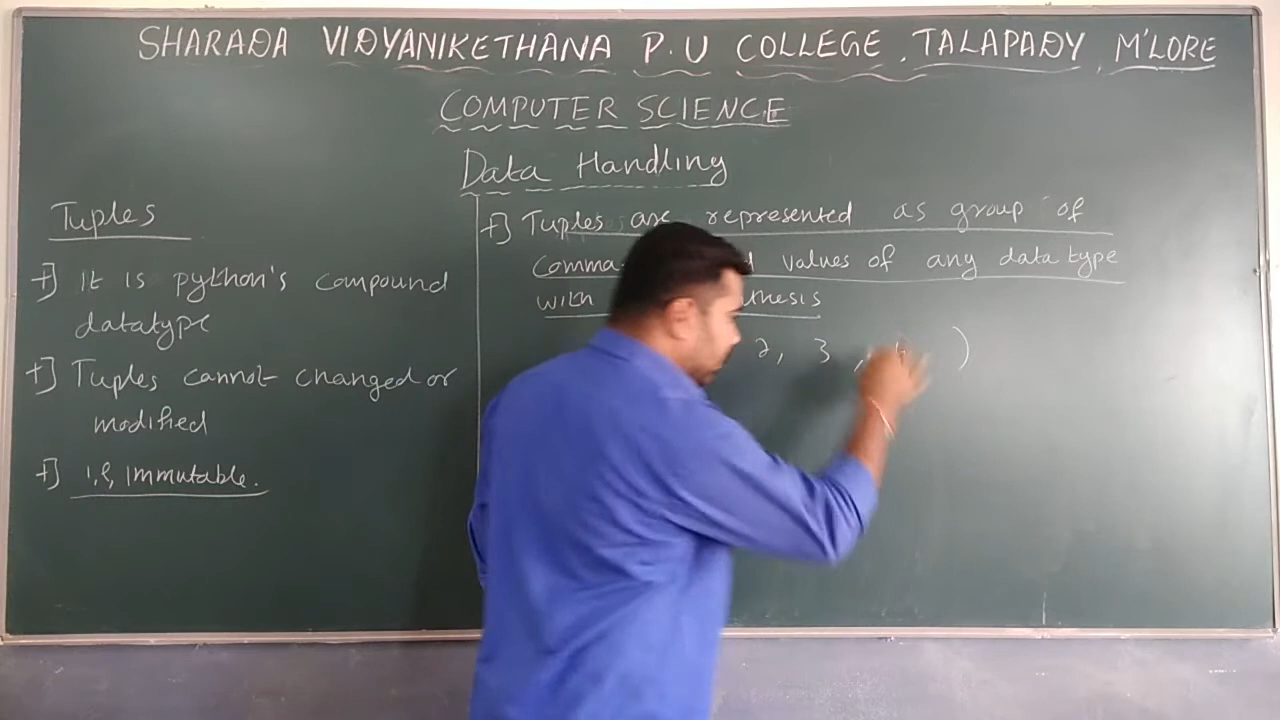 SHARADA VIDYANIKETHANA P.U COLLEGE, TALAPADY, M'LORE
COMPUTER SCIENCE
Data Handling
Tuples
It is python's compound
datatype
Tuples cannot changed or
modified
i,e, immutable.
Tuples are represented as group of
Comma values of any data type
with
2, 3, )